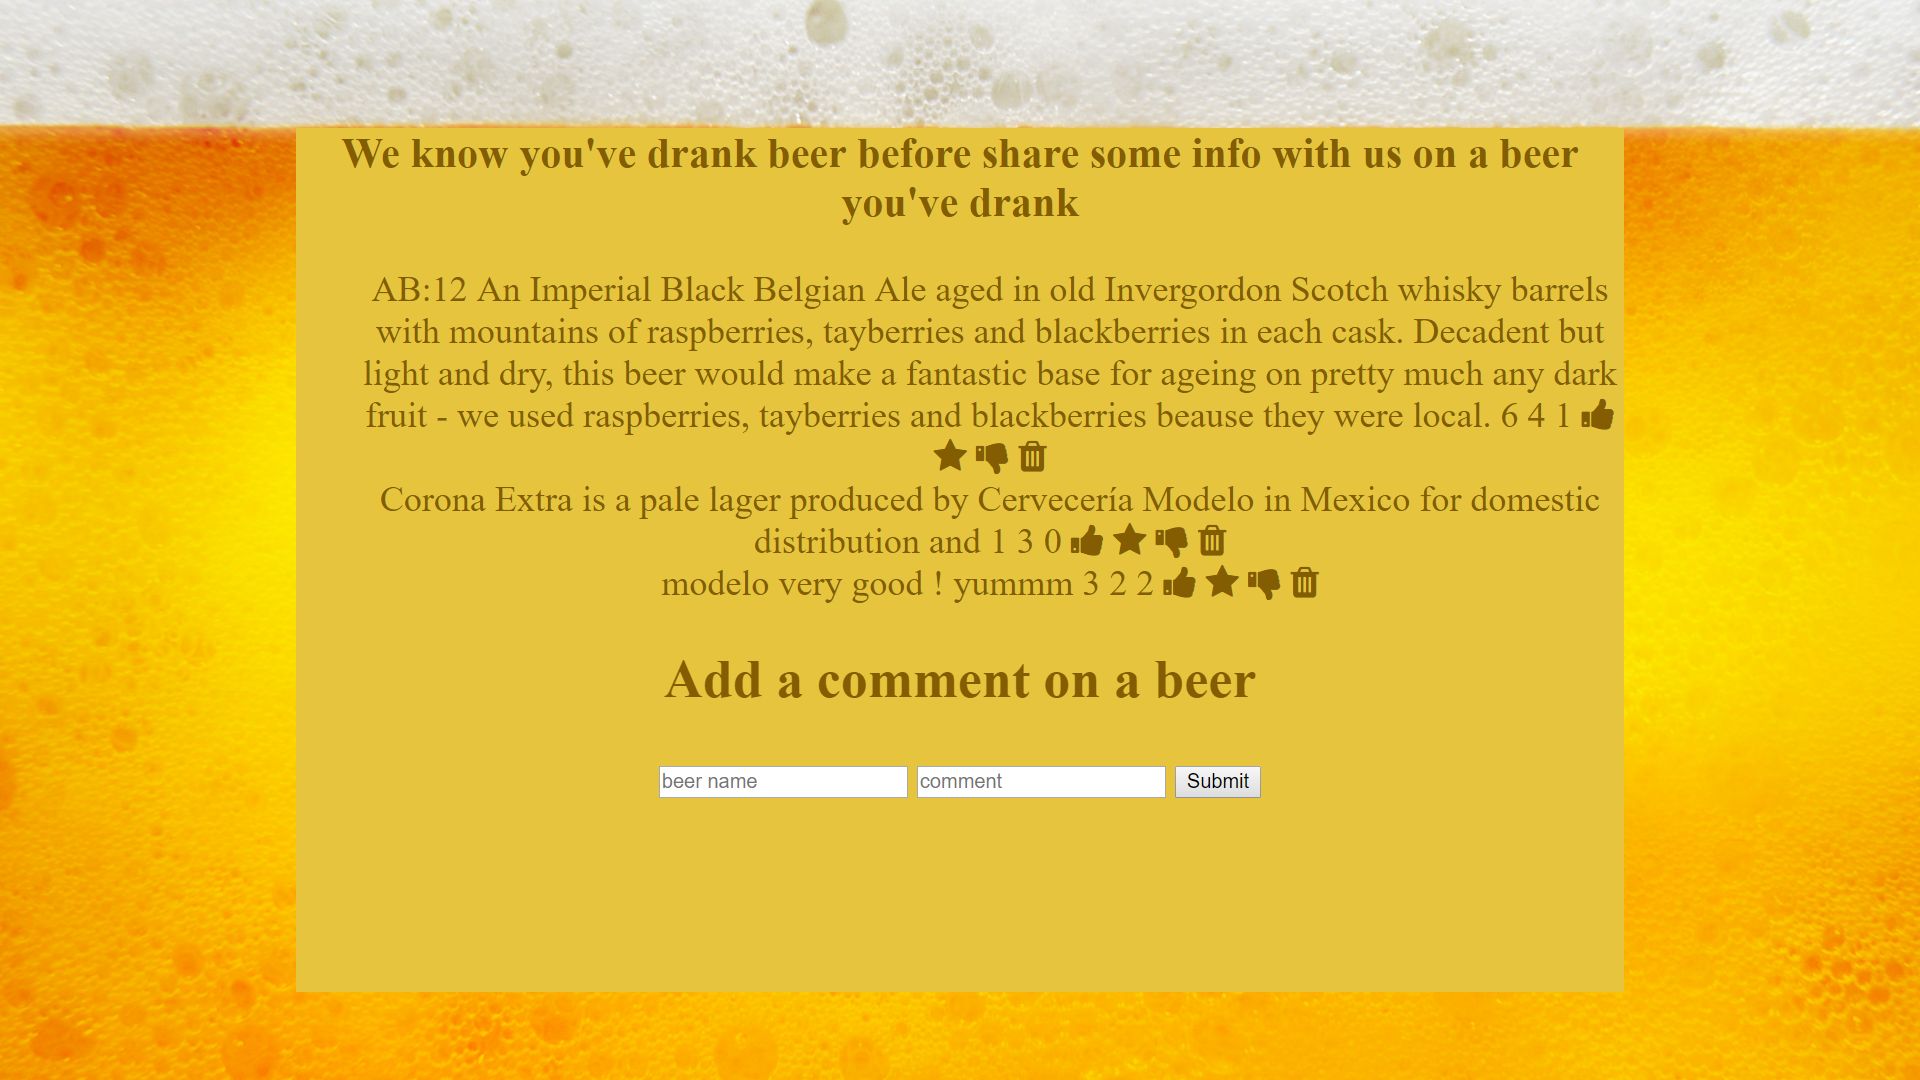 We know you've drank beer before share some info with us on a beer
you've drank
AB:12 An Imperial Black Belgian Ale aged in old Invergordon Scotch whisky barrels
with mountains of raspberries, tayberries and blackberries in each cask. Decadent but
light and dry, this beer would make a fantastic base for ageing on pretty much any dark
fruit - we used raspberries, tayberries and blackberries beause they were local. 6 4 1
Corona Extra is a pale lager produced by Cervecería Modelo in Mexico for domestic
distribution and 1 3 0
modelo very good ! yummm 3 2 2
Add a comment on a beer
beer name comment Submit